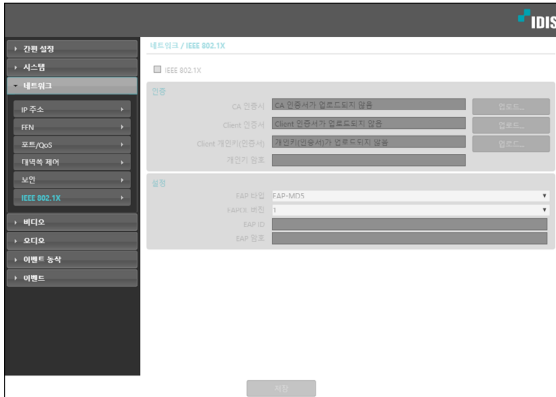 IDIS
간편 설정
시스템
네트워크
IP 주소
FEN
포트/QoS
대역폭 제어
보안
IEEE 802.1X
비디오
오디오
이벤트 동작
이벤트
네트워크 / IEEE 802.1X
IEEE 802.1X
인증
CA 인증서 CA 인증서가 업로드되지 않음 업로드...
Client 인증서 Client 인증서가 업로드되지 않음 업로드...
Client 개인키(인증서) 개인키(인증서)가 업로드되지 않음 업로드...
개인키 암호
설정
EAP 타입 EAP-MD5
EAPOL 버전 1
EAP ID
EAP 암호
저장